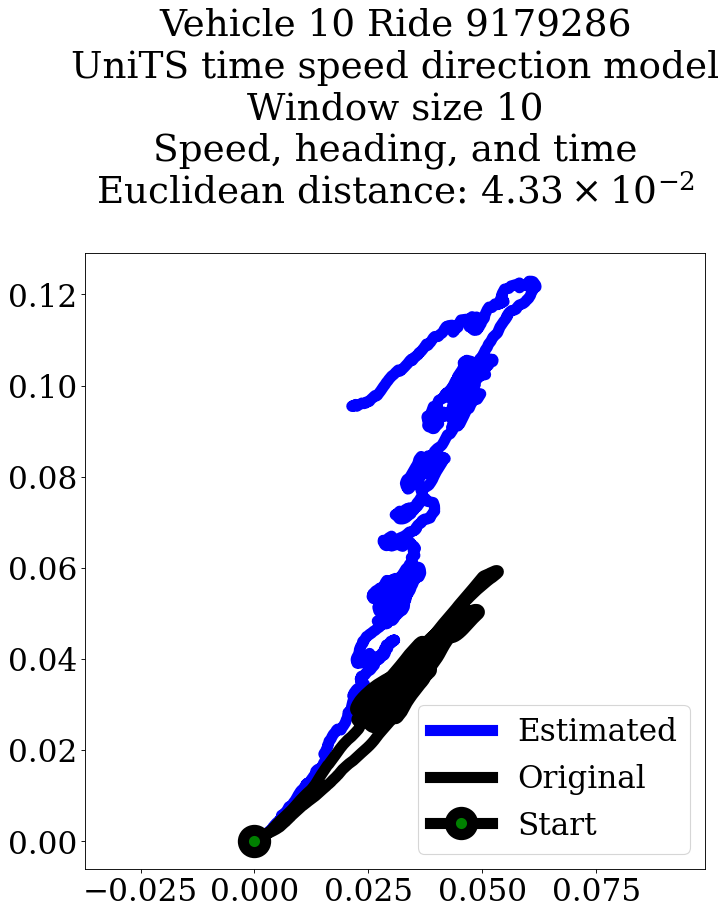 Vehicle 10 Ride 9179286
UniTS time speed direction model
Window size 10
Speed, heading, and time
Euclidean distance: 4.33 × 10⁻²
0.12
0.10
0.08
0.06
0.04
0.02
0.00
Estimated
Original
Start
−0.025 0.000 0.025 0.050 0.075